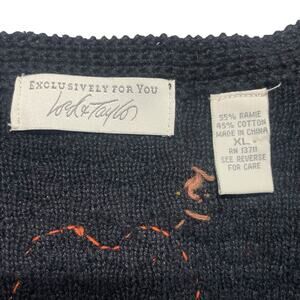 EXCLUSIVELY FOR YOU
Lord & Taylor
55% RAMIE
45% COTTON
MADE IN CHINA
XL
RN 13711
SEE REVERSE
FOR CARE